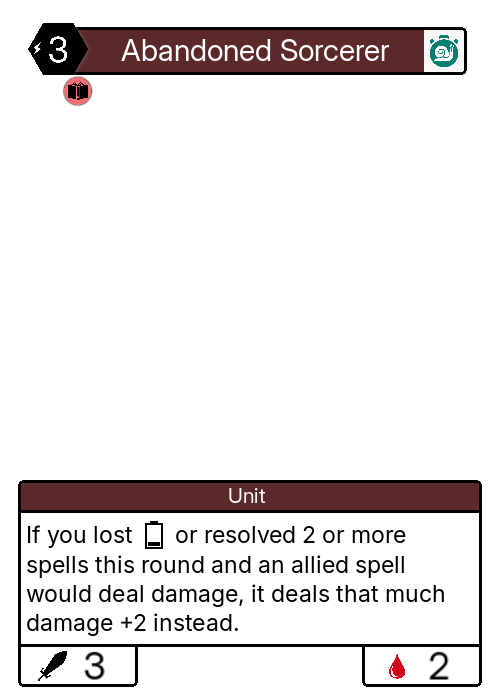 3 Abandoned Sorcerer
Unit
If you lost or resolved 2 or more
spells this round and an allied spell
would deal damage, it deals that much
damage +2 instead.
3 2